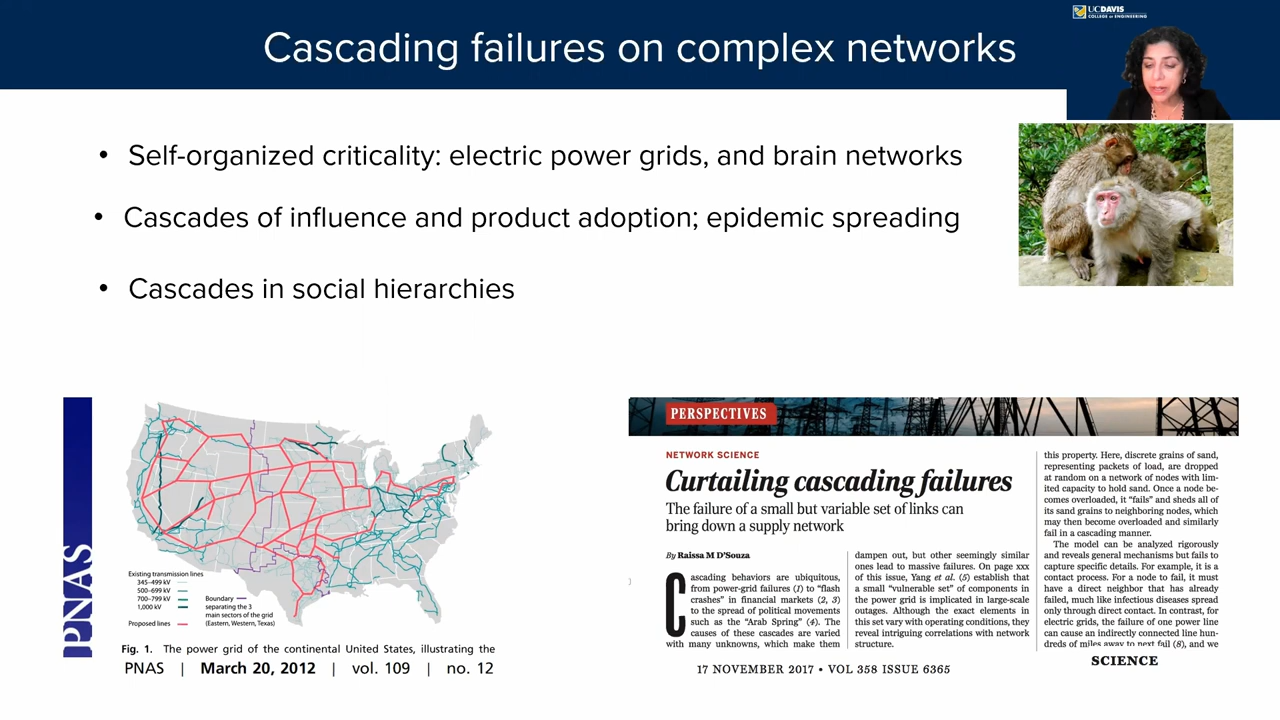 UCDAVIS
COLLEGE of ENGINEERING
Cascading failures on complex networks
• Self-organized criticality: electric power grids, and brain networks
• Cascades of influence and product adoption; epidemic spreading
• Cascades in social hierarchies
PNAS
Existing transmission lines
345–499 kV
500–699 kV
700–799 kV
1,000 kV
Proposed lines
Boundary
separating the 3
main sectors of the grid
(Eastern, Western, Texas)
Fig. 1. The power grid of the continental United States, illustrating the
PNAS | March 20, 2012 | vol. 109 | no. 12
PERSPECTIVES
NETWORK SCIENCE
Curtailing cascading failures
The failure of a small but variable set of links can
bring down a supply network
By Raissa M D'Souza
Cascading behaviors are ubiquitous,
from power-grid failures (1) to “flash
crashes” in financial markets (2, 3)
to the spread of political movements
such as the “Arab Spring” (4). The
causes of these cascades are varied
with many unknowns, which make them
dampen out, but other seemingly similar
ones lead to massive failures. On page xxx
of this issue, Yang et al. (5) establish that
a small “vulnerable set” of components in
the power grid is implicated in large-scale
outages. Although the exact elements in
this set vary with operating conditions, they
reveal intriguing correlations with network
structure.
this property. Here, discrete grains of sand,
representing packets of load, are dropped
at random on a network of nodes with lim-
ited capacity to hold sand. Once a node be-
comes overloaded, it “fails” and sheds all of
its sand grains to neighboring nodes, which
may then become overloaded and similarly
fail in a cascading manner.
The model can be analyzed rigorously
and reveals general mechanisms but fails to
capture specific details. For example, it is a
contact process. For a node to fail, it must
have a direct neighbor that has already
failed, much like infectious diseases spread
only through direct contact. In contrast, for
electric grids, the failure of one power line
can cause an indirectly connected line hun-
dreds of miles away to next fail (8), and we
17 NOVEMBER 2017 • VOL 358 ISSUE 6365
SCIENCE